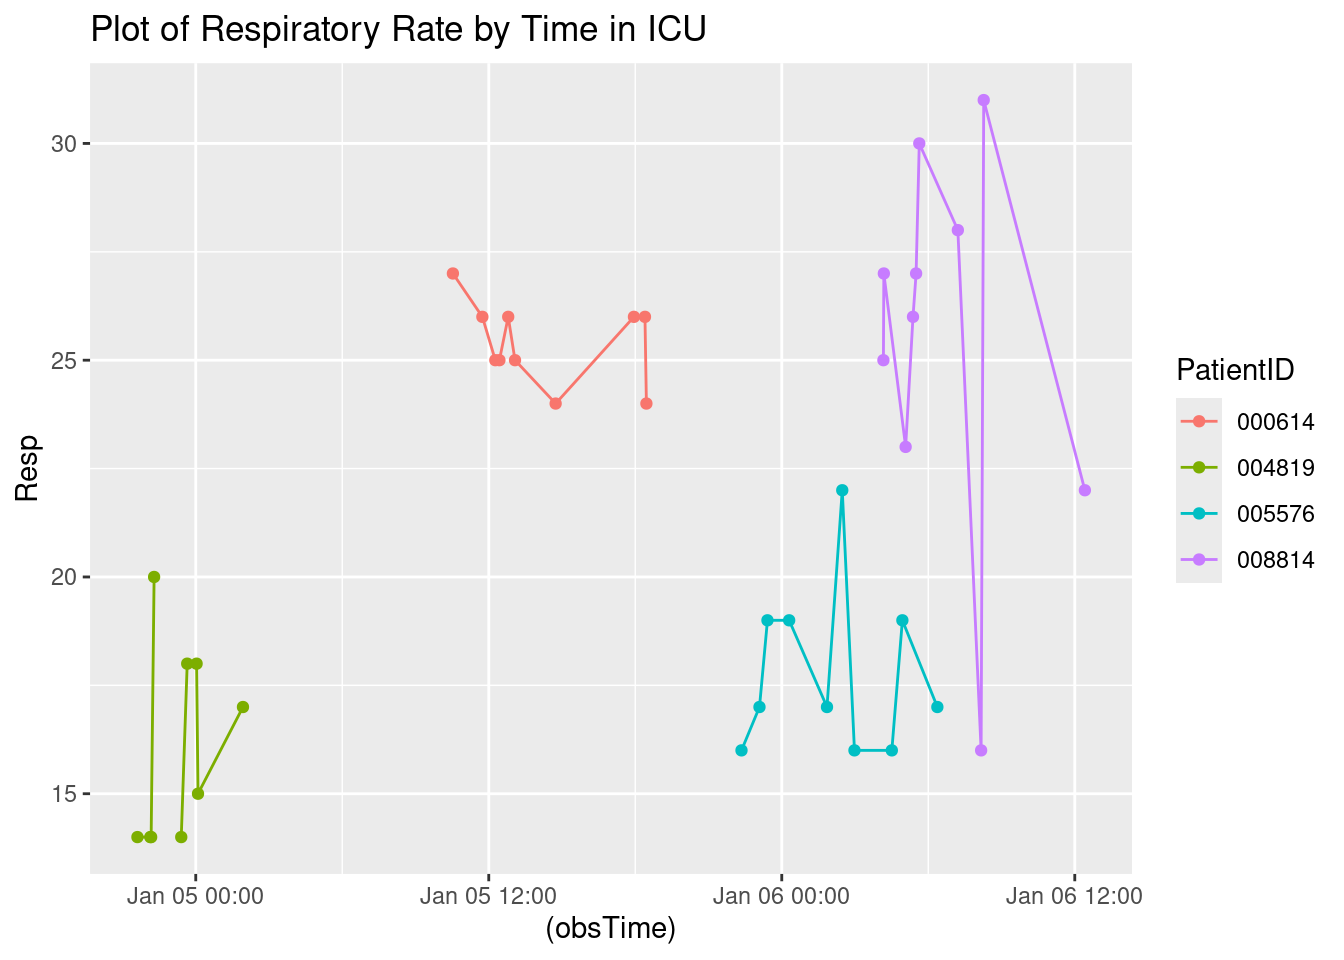 Plot of Respiratory Rate by Time in ICU
30
25
20
15
Resp
Jan 05 00:00
Jan 05 12:00
Jan 06 00:00
Jan 06 12:00
(obsTime)
PatientID
000614
004819
005576
008814